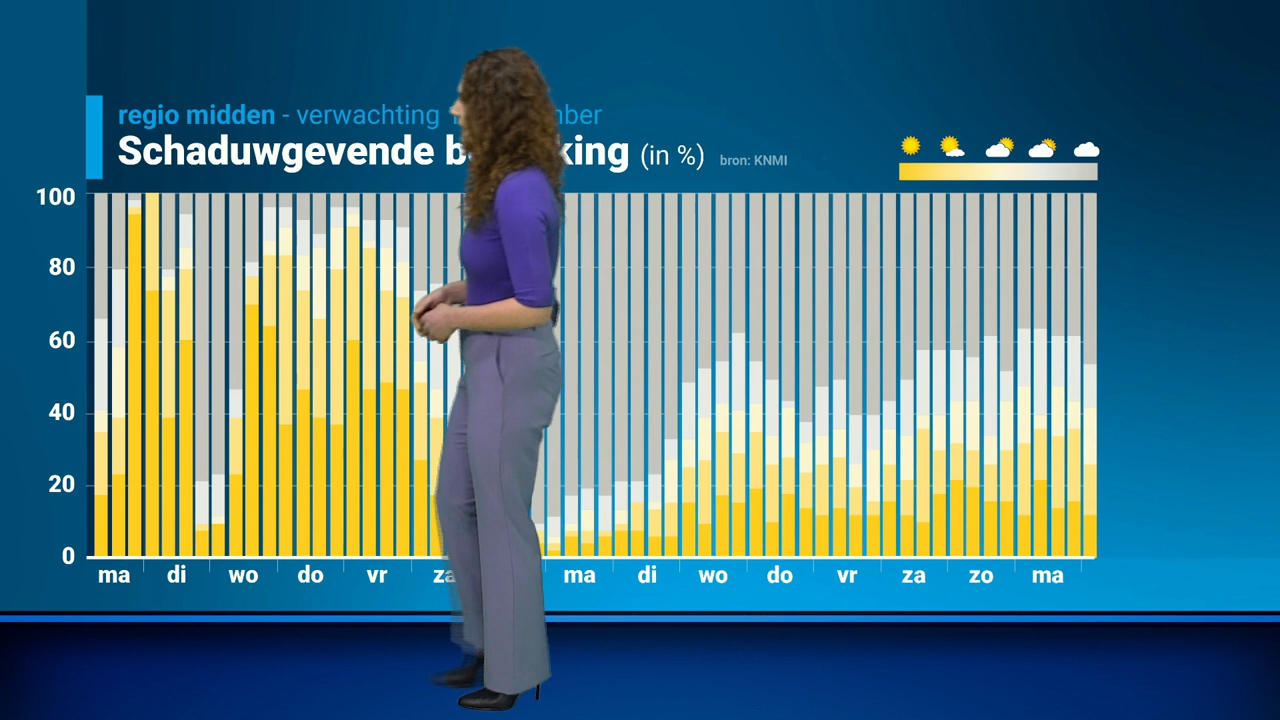 regio midden - verwachting
Schaduwgevende (in %) bron: KNMI
100
80
60
40
20
0
ma di wo do vr za ma di wo do vr za zo ma